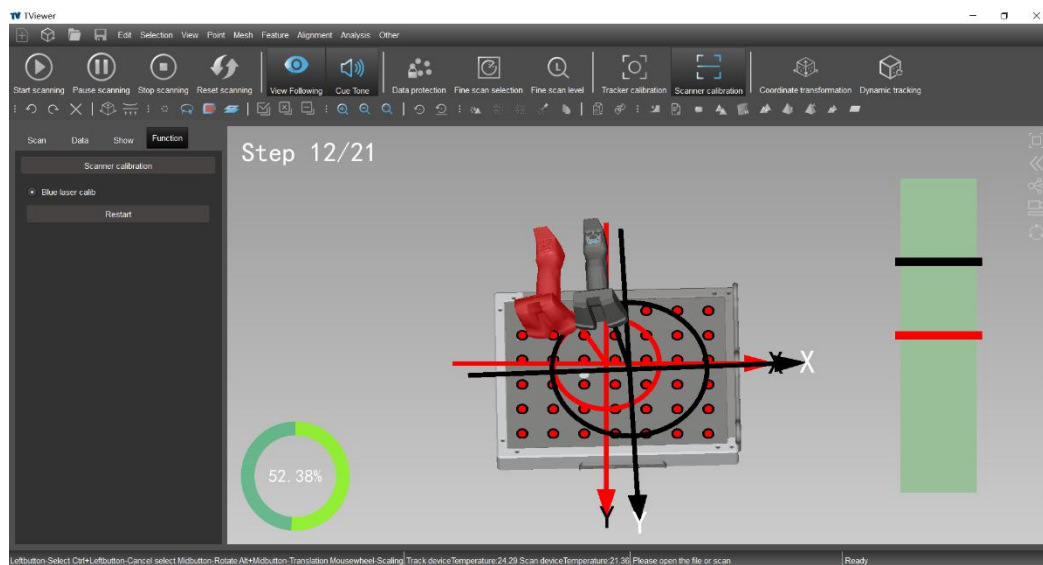 TViewer
Edit Selection View Point Mesh Feature Alignment Analysis Other
Start scanning Pause scanning Stop scanning Reset scanning View Following Cue Tone Data protection Fine scan selection Fine scan level Tracker calibration Scanner calibration Coordinate transformation Dynamic tracking
Scan Data Show Function
Scanner calibration
Blue laser calib
Restart
Step 12/21
X X
Y Y
52.38%
Leftbutton-Select Ctrl+Leftbutton-Cancel select Midbutton-Rotate Alt+Midbutton-Translation Mousewheel-Scaling Track deviceTemperature:24.29 Scan deviceTemperature:21.36 Please open the file or scan Ready